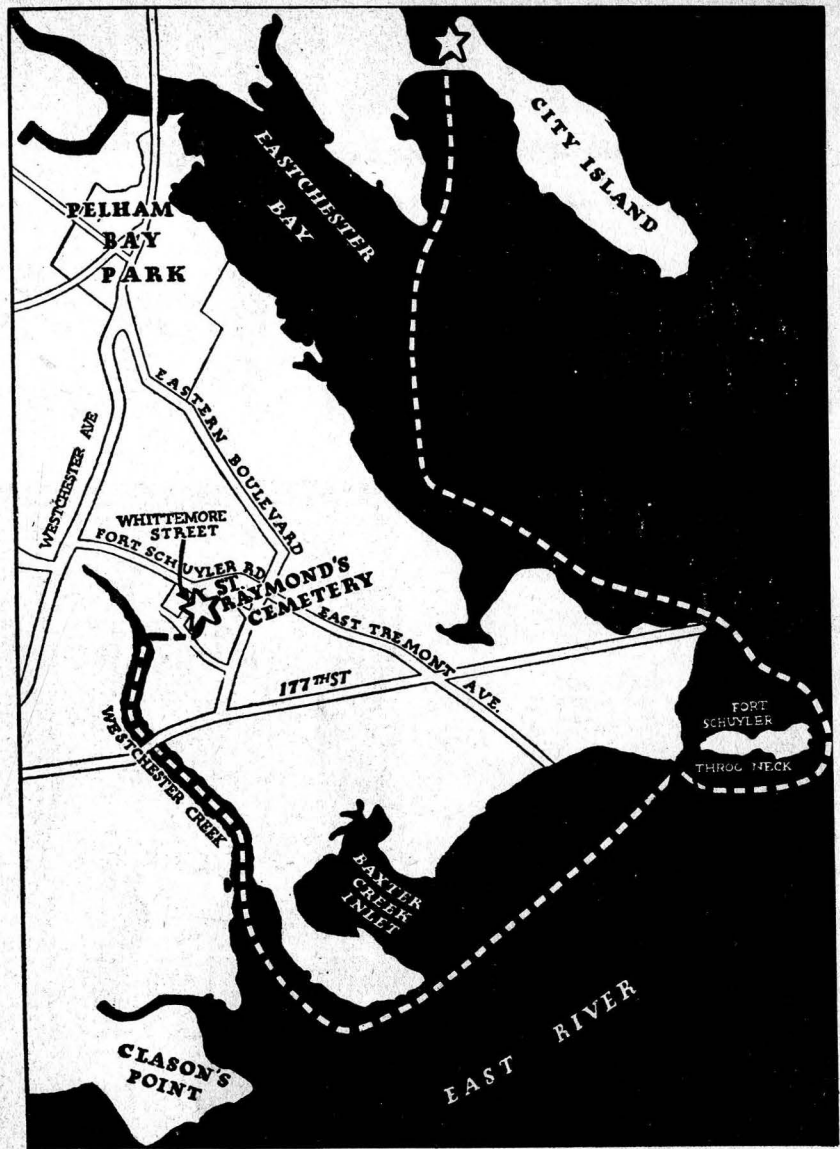 CITY ISLAND
EASTCHESTER
BAY
PELHAM
BAY
PARK
EASTERN BOULEVARD
WESTCHESTER AVE
WHITTEMORE
STREET
FORT SCHUYLER RD
ST.
RAYMOND'S
CEMETERY
EAST TREMONT AVE.
177TH ST
FORT
SCHUYLER
THROG NECK
WESTCHESTER CREEK
BAXTER
CREEK
INLET
EAST RIVER
CLASON'S
POINT